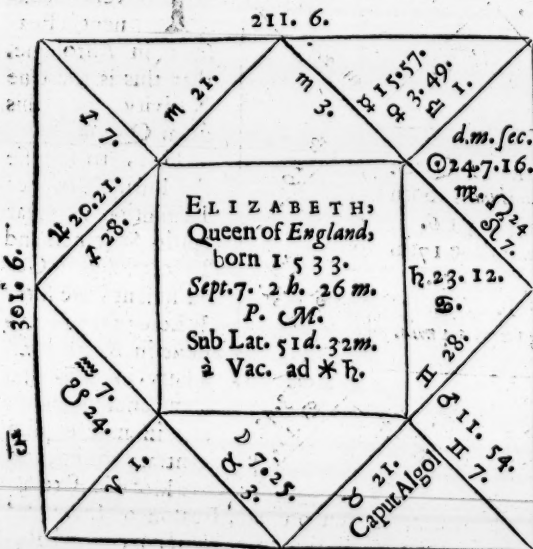 211. 6.
♏ 21.
♏ 3.
☿ 15. 57.
♀ 3. 49.
♎ 1.
♐ 7.
d. m. sec.
☉ 24. 7. 16.
♍.
☊ 24
♌ 7.
♃ 20. 21.
♐ 28.
ELIZABETH,
Queen of England,
born 1533.
Sept. 7. 2 h. 26 m.
P. M.
Sub Lat. 51 d. 32 m.
à Vac. ad ⚹ ♄.
♄ 23. 12.
♋.
301. 6.
♊ 28.
♒ 7.
☋ 24.
♂ 11. 54.
♊ 7.
♈ 1.
☽ 7. 25.
♉ 3.
♉ 21.
Caput Algol